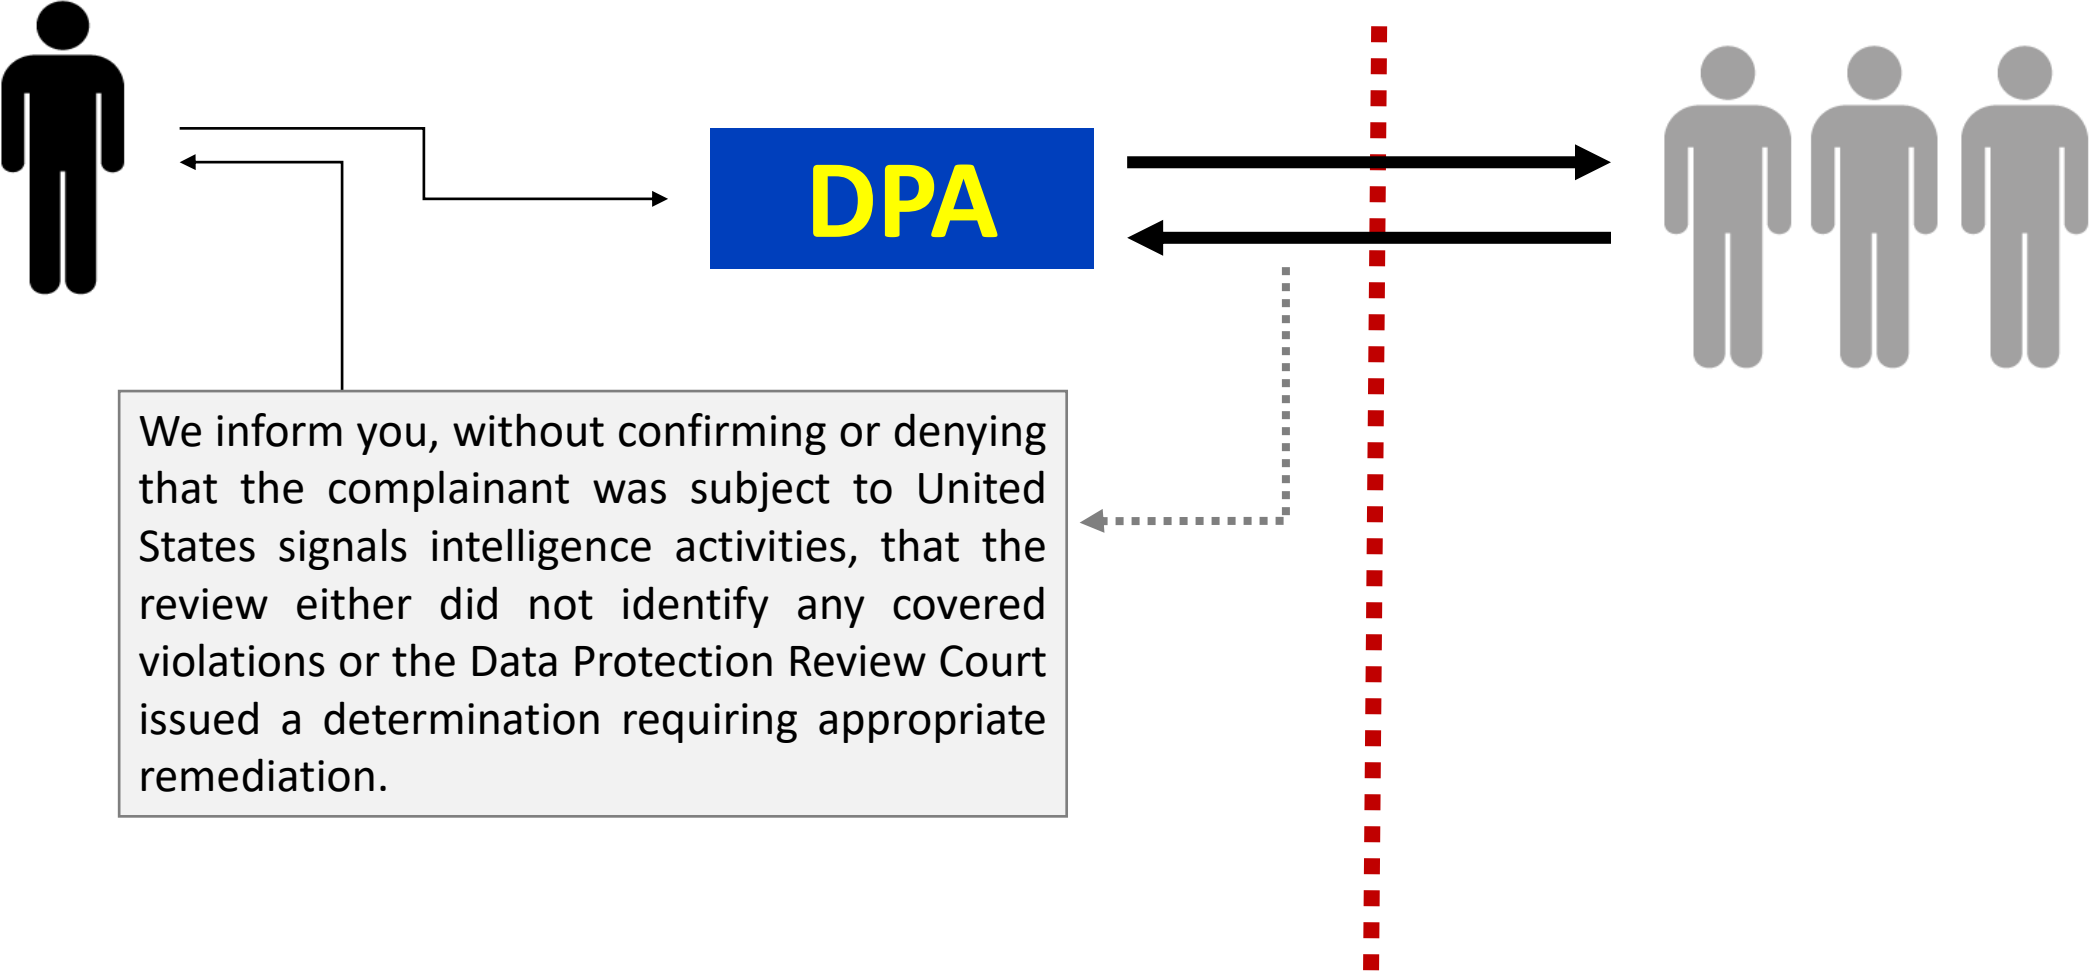 DPA
We inform you, without confirming or denying
that the complainant was subject to United
States signals intelligence activities, that the
review either did not identify any covered
violations or the Data Protection Review Court
issued a determination requiring appropriate
remediation.